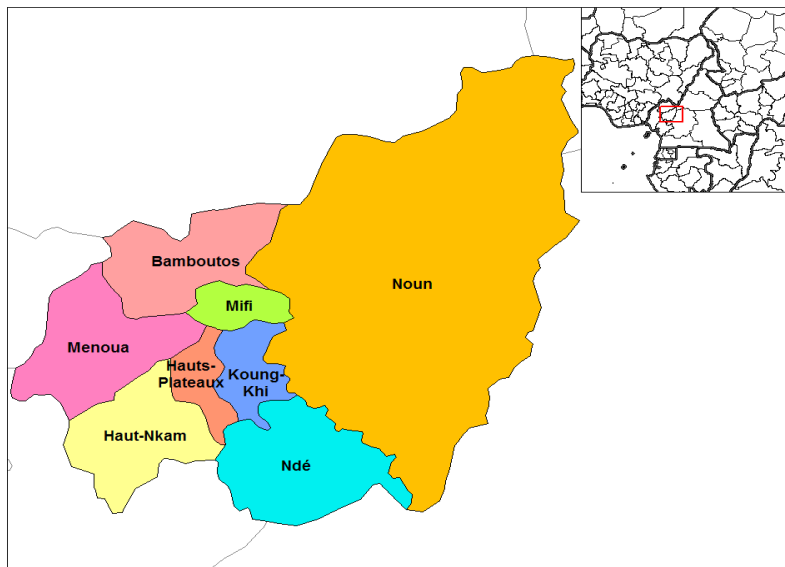 Bamboutos
Noun
Mifi
Menoua
Hauts-
Plateaux
Koung-
Khi
Haut-Nkam
Ndé